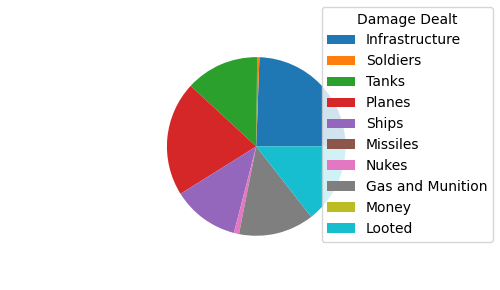 Damage Dealt
Infrastructure
Soldiers
Tanks
Planes
Ships
Missiles
Nukes
Gas and Munition
Money
Looted